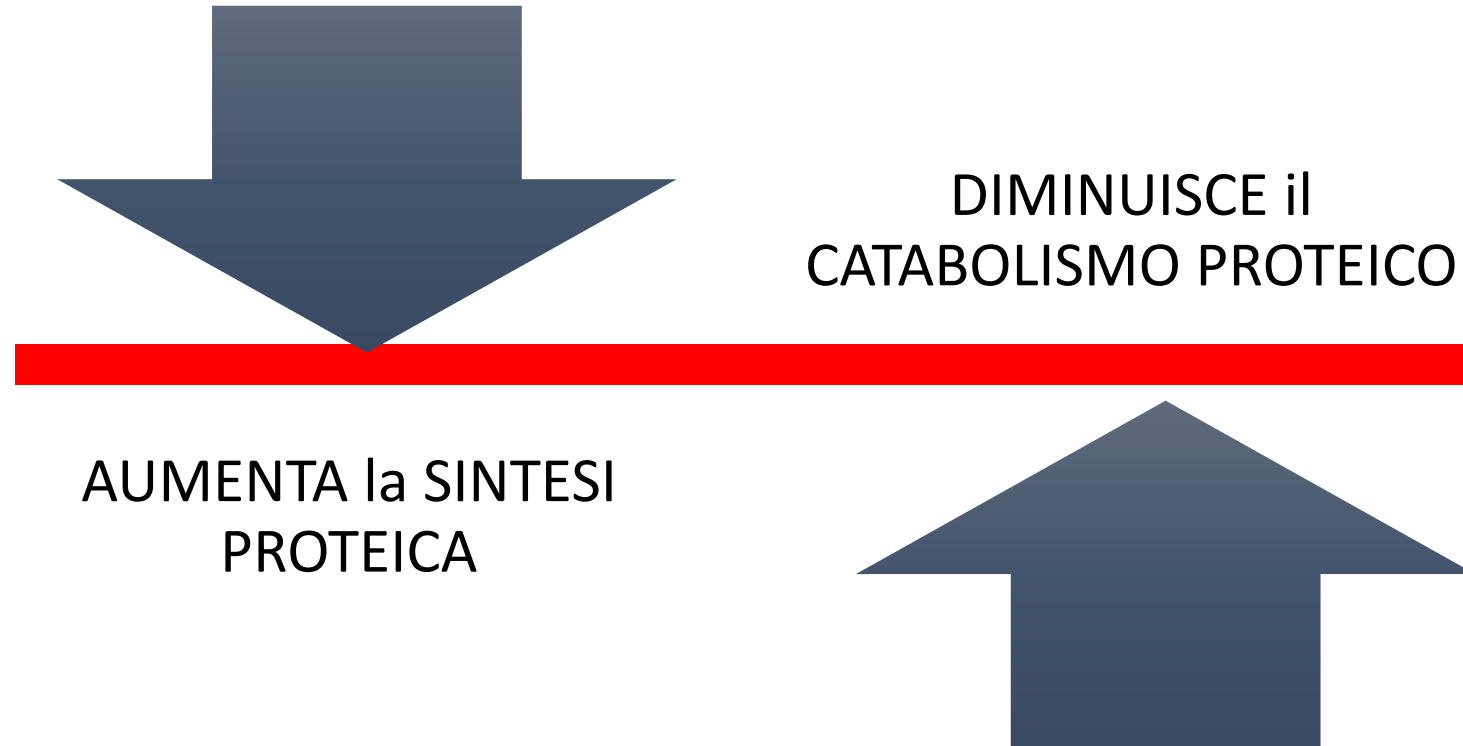 DIMINUISCE il
CATABOLISMO PROTEICO
AUMENTA la SINTESI
PROTEICA